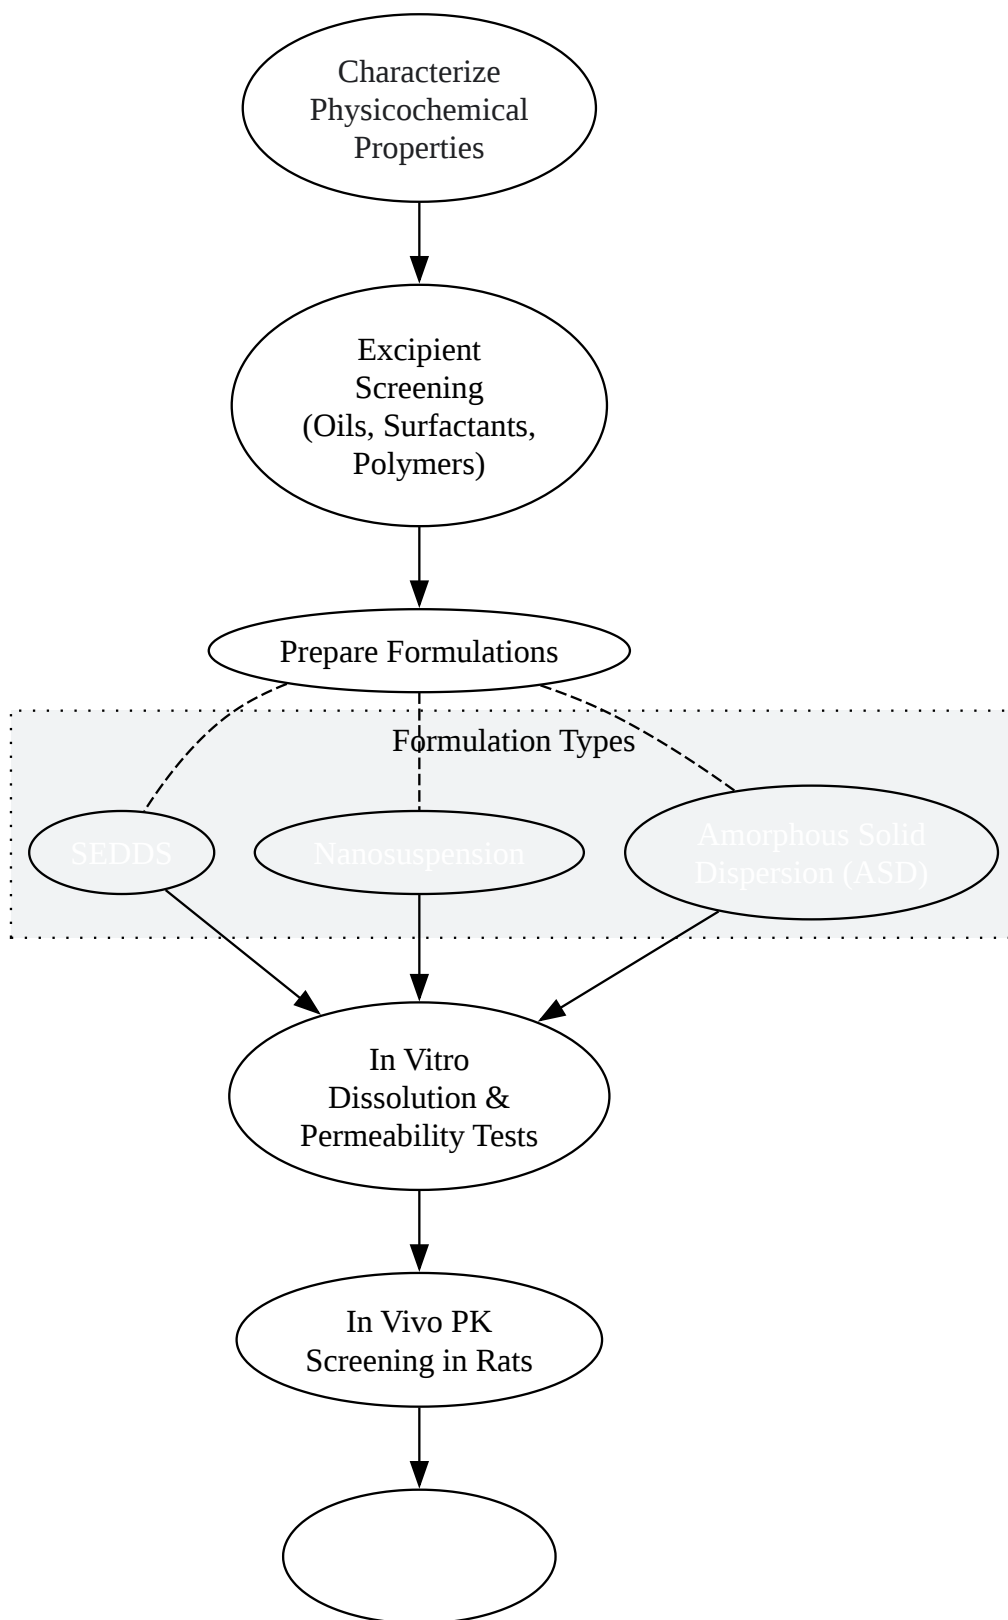 Characterize
Physicochemical
Properties
Excipient
Screening
(Oils, Surfactants,
Polymers)
Prepare Formulations
Formulation Types
SEDDS
Nanosuspension
Amorphous Solid
Dispersion (ASD)
In Vitro
Dissolution &
Permeability Tests
In Vivo PK
Screening in Rats